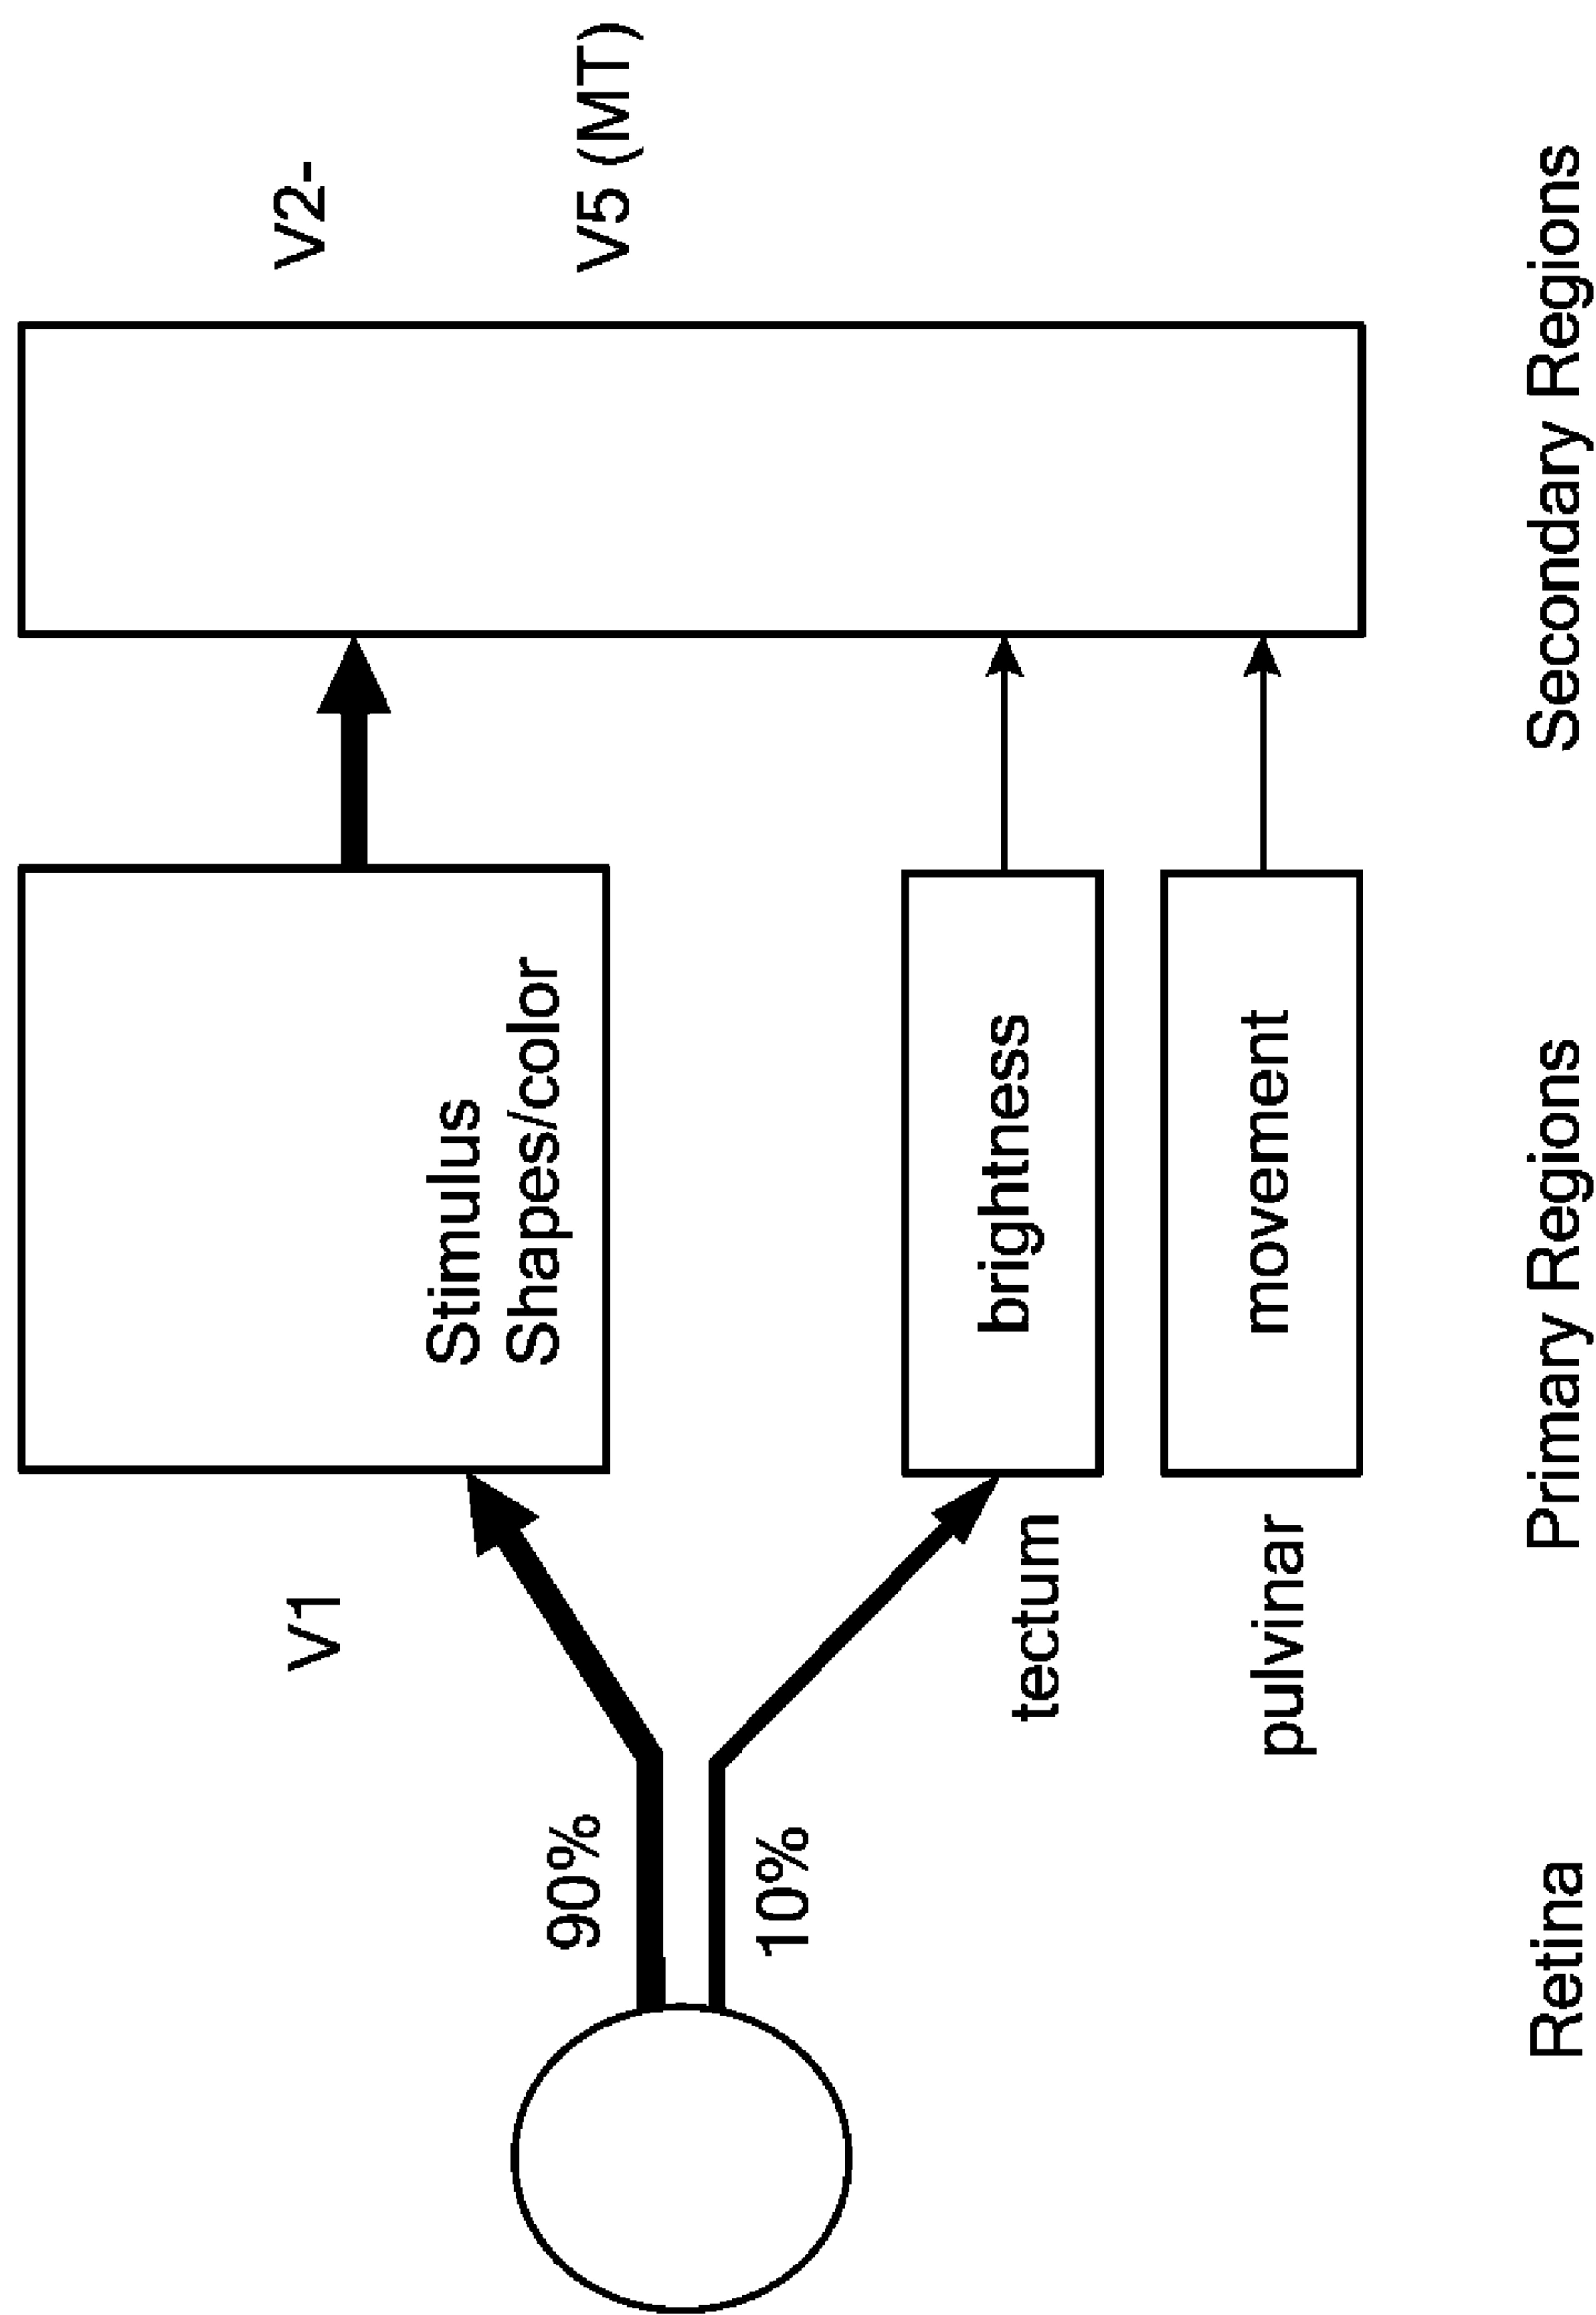 90%
10%
V1
Stimulus
Shapes/color
tectum
brightness
pulvinar
movement
V2-
V5 (MT)
Retina
Primary Regions
Secondary Regions